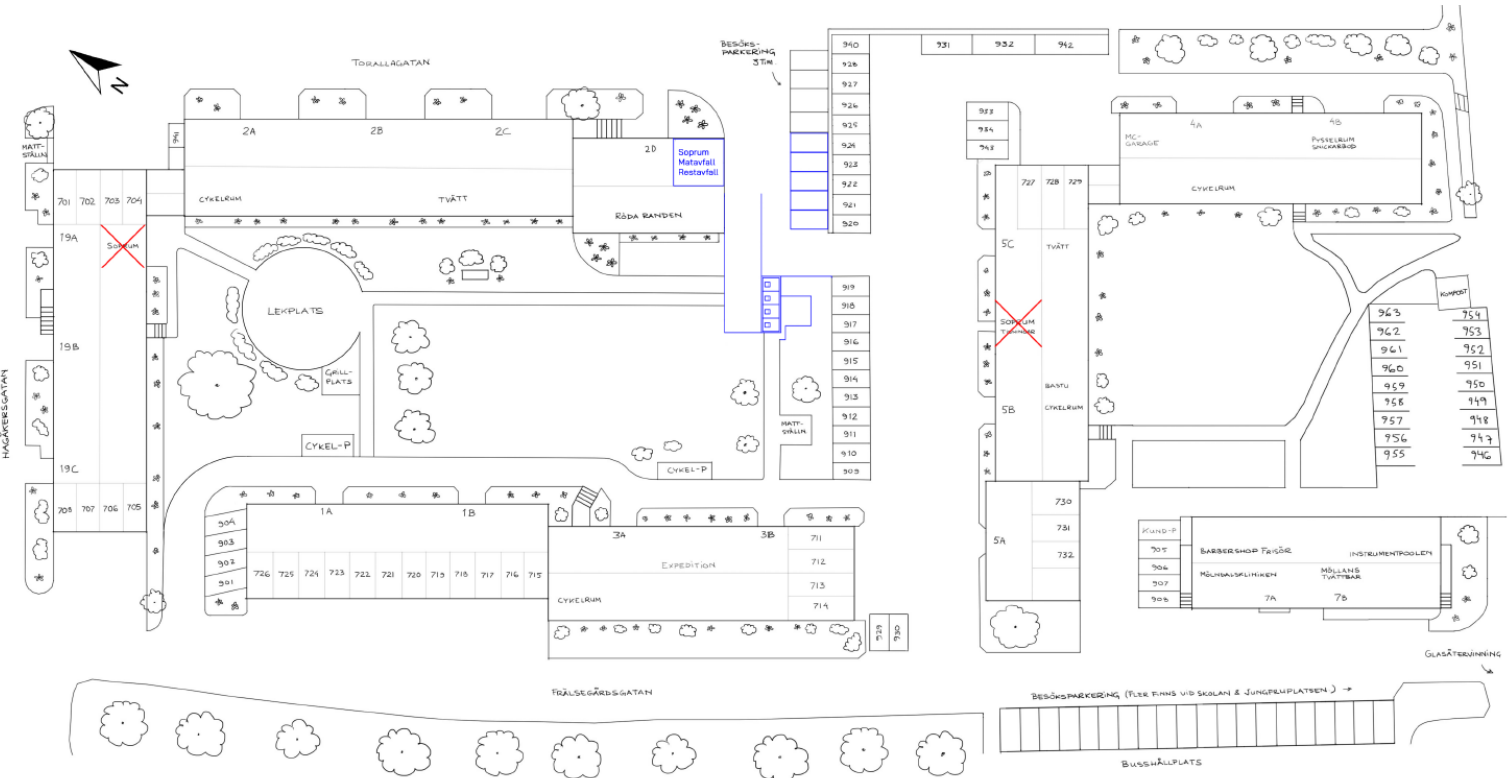 BESÖKS-
PARKERING
3 TIM.
TORALLAGATAN
N
940
928
927
926
925
924
923
922
921
920
931
932
942
933
934
943
MATT-
STÄLLN
2A
2B
2C
CYKELRUM
TVÄTT
2D
Soprum
Matavfall
Restavfall
RÖDA RANDEN
701
702
703
704
19A
SOPRUM
19B
19C
708
707
706
705
HAGÅKERSGATAN
LEKPLATS
GRILL-
PLATS
CYKEL-P
CYKEL-P
MATT-
STÄLLN
919
918
917
916
915
914
913
912
911
910
909
MC-
GARAGE
4A
4B
PYSSELRUM
SNICKARBOD
CYKELRUM
727
728
729
5C
TVÄTT
SOPRUM
5B
BASTU
CYKELRUM
5A
730
731
732
KOMPOST
963
962
961
960
959
958
957
956
955
954
953
952
951
950
949
948
947
946
904
903
902
901
1A
1B
726
725
724
723
722
721
720
719
718
717
716
715
3A
3B
EXPEDITION
CYKELRUM
711
712
713
714
929
930
KUND-P
905
906
907
908
BARBERSHOP FRISÖR
INSTRUMENTPOOLEN
MÖLNDALSKLINIKEN
MÖLLANS
TVÄTTBAR
7A
7B
GLASÅTERVINNING
FRÄLSEGÅRDSGATAN
BESÖKSPARKERING (FLER FINNS VID SKOLAN & JUNGFRUPLATSEN) →
BUSSHÅLLPLATS